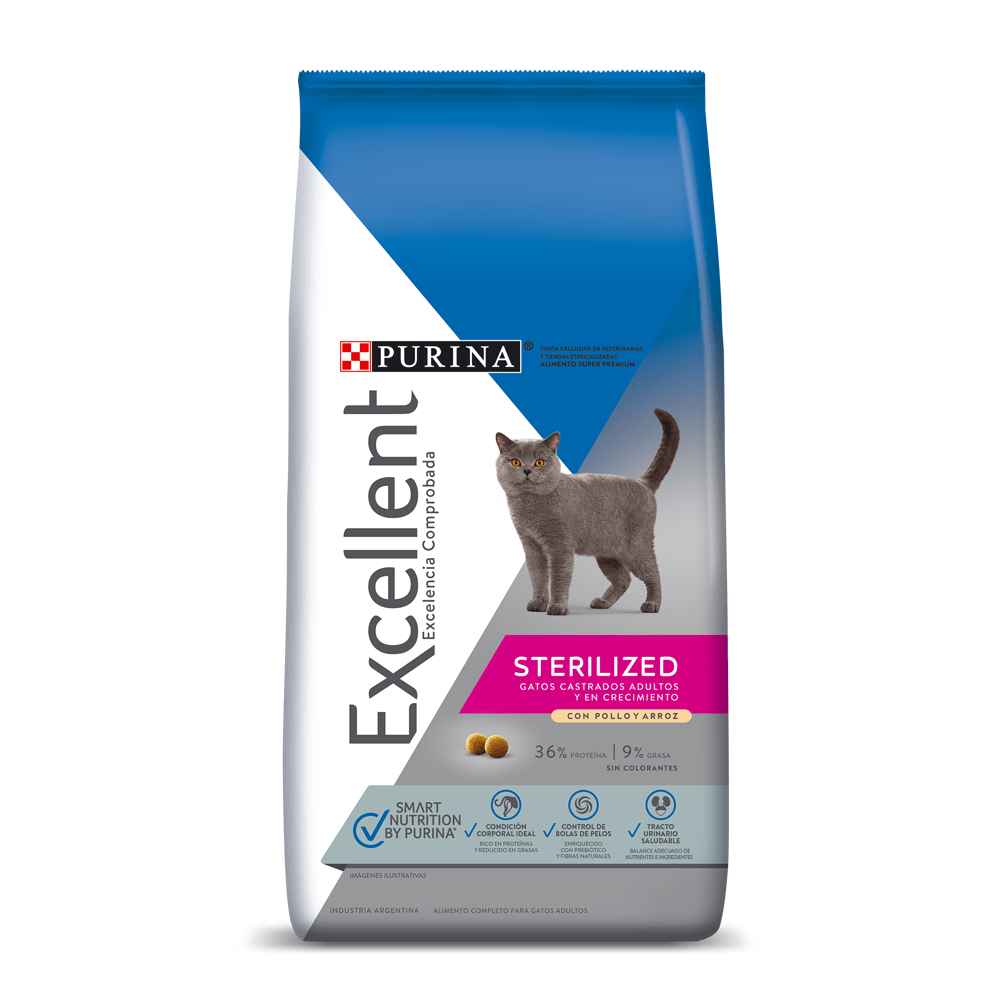 PURINA®
VENTA EXCLUSIVA EN VETERINARIAS
Y TIENDAS ESPECIALIZADAS
ALIMENTO SUPER PREMIUM
Excellent
Excelencia Comprobada
STERILIZED
GATOS CASTRADOS ADULTOS
Y EN CRECIMIENTO
CON POLLO Y ARROZ
36% PROTEÍNA | 9% GRASA
SIN COLORANTES
SMART
NUTRITION
BY PURINA®
CONDICIÓN
CORPORAL IDEAL
RICO EN PROTEÍNAS
Y REDUCIDO EN GRASAS
CONTROL DE
BOLAS DE PELOS
ENRIQUECIDO
CON PREBIÓTICO
Y FIBRAS NATURALES
TRACTO
URINARIO
SALUDABLE
BALANCE ADECUADO DE
NUTRIENTES E INGREDIENTES
IMÁGENES ILUSTRATIVAS
INDUSTRIA ARGENTINA
ALIMENTO COMPLETO PARA GATOS ADULTOS